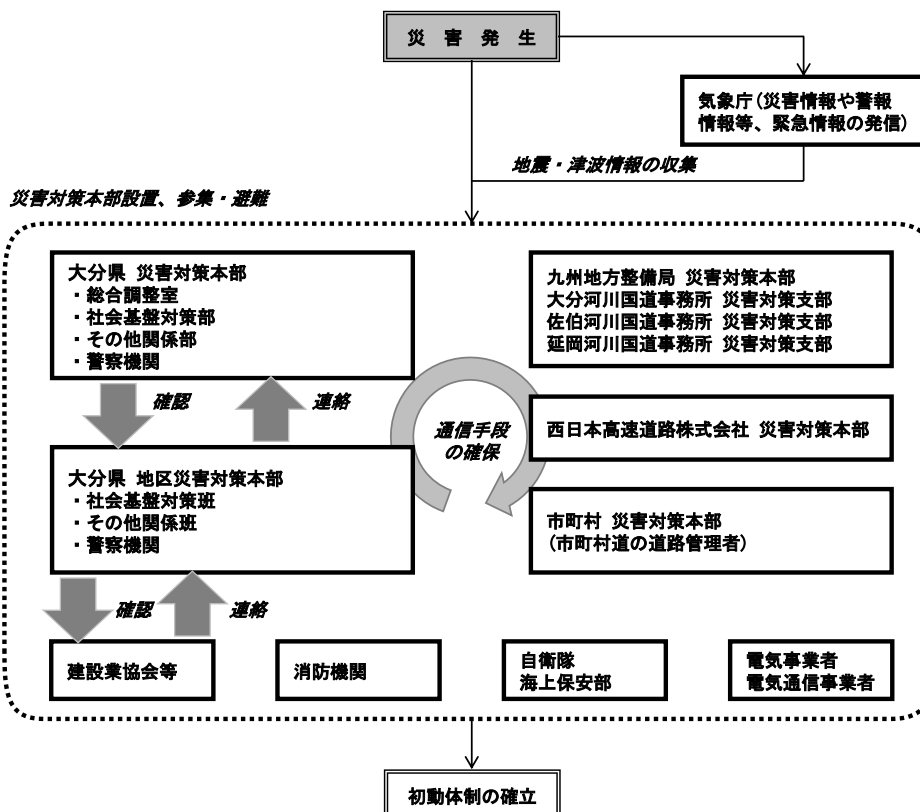 災 害 発 生
気象庁(災害情報や警報
情報等、緊急情報の発信)
地震・津波情報の収集
災害対策本部設置、参集・避難
大分県 災害対策本部
・総合調整室
・社会基盤対策部
・その他関係部
・警察機関
九州地方整備局 災害対策本部
大分河川国道事務所 災害対策支部
佐伯河川国道事務所 災害対策支部
延岡河川国道事務所 災害対策支部
確認
連絡
通信手段
の確保
西日本高速道路株式会社 災害対策本部
大分県 地区災害対策本部
・社会基盤対策班
・その他関係班
・警察機関
市町村 災害対策本部
(市町村道の道路管理者)
確認
連絡
建設業協会等
消防機関
自衛隊
海上保安部
電気事業者
電気通信事業者
初動体制の確立